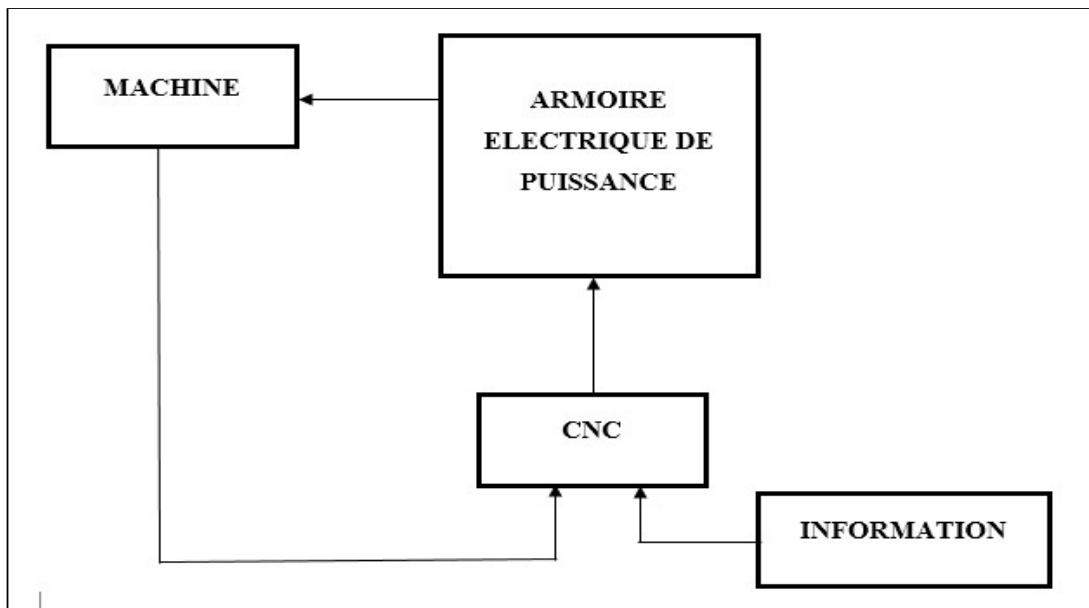 MACHINE
ARMOIRE
ELECTRIQUE DE
PUISSANCE
CNC
INFORMATION